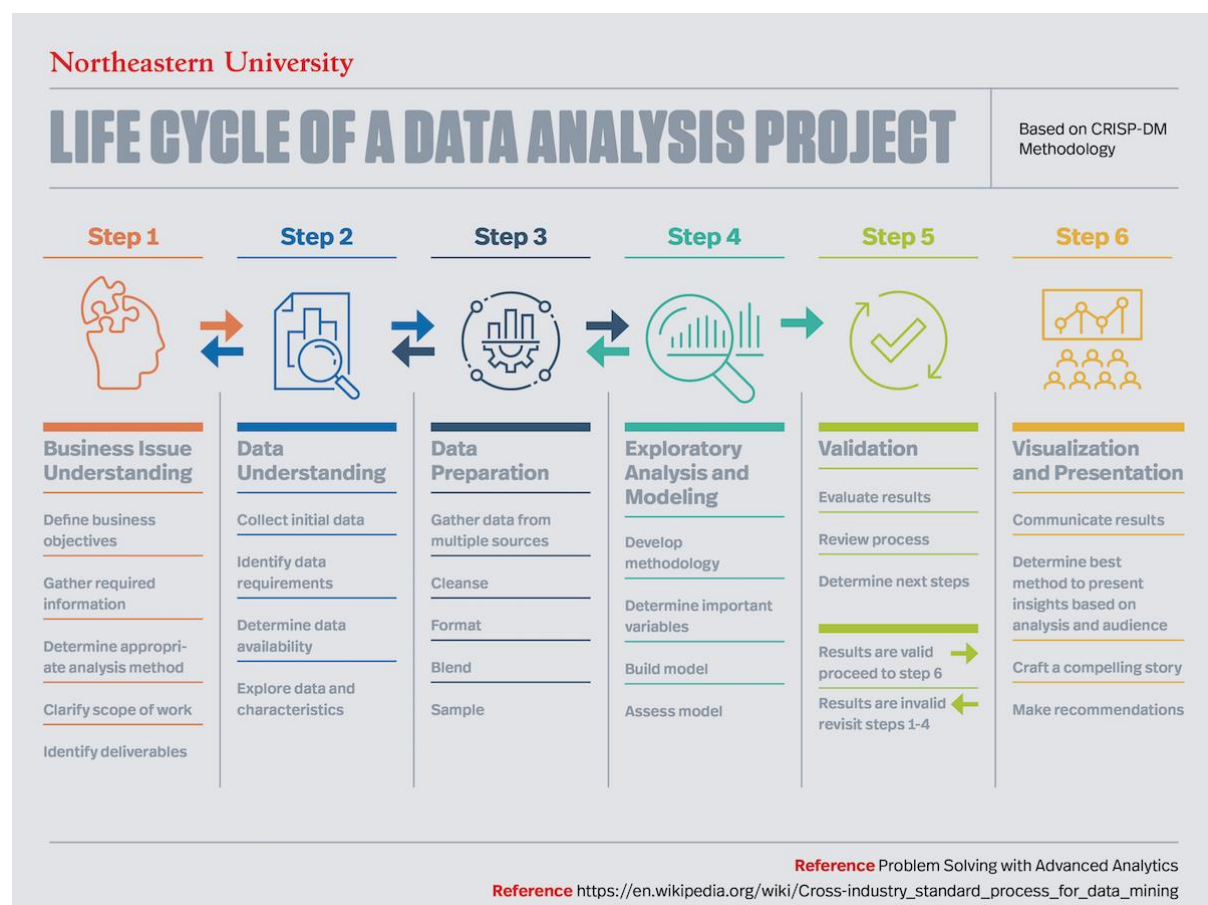 Northeastern University
LIFE CYCLE OF A DATA ANALYSIS PROJECT
Based on CRISP-DM
Methodology
Step 1
Step 2
Step 3
Step 4
Step 5
Step 6
Business Issue
Understanding
Define business
objectives
Gather required
information
Determine appropri-
ate analysis method
Clarify scope of work
Identify deliverables
Data
Understanding
Collect initial data
Identify data
requirements
Determine data
availability
Explore data and
characteristics
Data
Preparation
Gather data from
multiple sources
Cleanse
Format
Blend
Sample
Exploratory
Analysis and
Modeling
Develop
methodology
Determine important
variables
Build model
Assess model
Validation
Evaluate results
Review process
Determine next steps
Results are valid
proceed to step 6
Results are invalid
revisit steps 1-4
Visualization
and Presentation
Communicate results
Determine best
method to present
insights based on
analysis and audience
Craft a compelling story
Make recommendations
Reference Problem Solving with Advanced Analytics
Reference https://en.wikipedia.org/wiki/Cross-industry_standard_process_for_data_mining